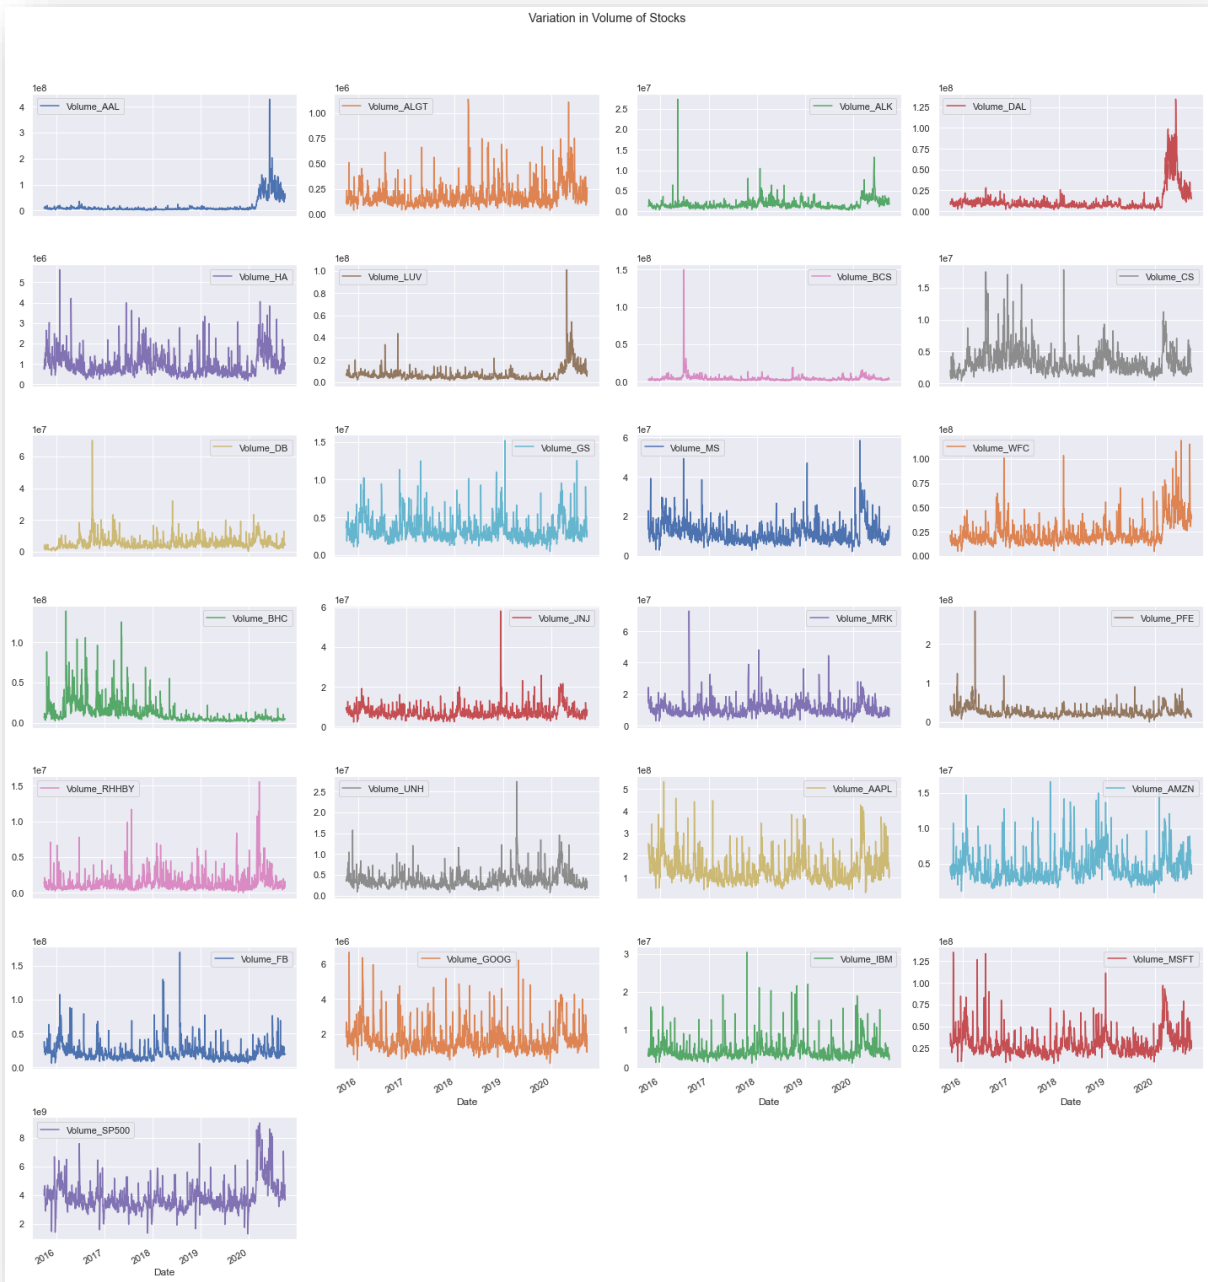 Variation in Volume of Stocks
1e8
Volume_AAL
4
3
2
1
0
1e6
Volume_ALGT
1.00
0.75
0.50
0.25
0.00
1e7
Volume_ALK
2.5
2.0
1.5
1.0
0.5
0.0
1e8
Volume_DAL
1.25
1.00
0.75
0.50
0.25
0.00
1e6
Volume_HA
5
4
3
2
1
0
1e8
Volume_LUV
1.0
0.8
0.6
0.4
0.2
0.0
1e8
Volume_BCS
1.5
1.0
0.5
0.0
1e7
Volume_CS
1.5
1.0
0.5
0.0
1e7
Volume_DB
6
4
2
0
1e7
Volume_GS
1.5
1.0
0.5
0.0
1e7
Volume_MS
6
4
2
0
1e8
Volume_WFC
1.00
0.75
0.50
0.25
0.00
1e8
Volume_BHC
1.0
0.5
0.0
1e7
Volume_JNJ
6
4
2
0
1e7
Volume_MRK
6
4
2
0
1e8
Volume_PFE
2
1
0
1e7
Volume_RHHBY
1.5
1.0
0.5
0.0
1e7
Volume_UNH
2.5
2.0
1.5
1.0
0.5
0.0
1e8
Volume_AAPL
5
4
3
2
1
1e7
Volume_AMZN
1.5
1.0
0.5
1e8
Volume_FB
1.5
1.0
0.5
0.0
1e6
Volume_GOOG
6
4
2
2016 2017 2018 2019 2020
Date
1e7
Volume_IBM
3
2
1
0
2016 2017 2018 2019 2020
Date
1e8
Volume_MSFT
1.25
1.00
0.75
0.50
0.25
2016 2017 2018 2019 2020
Date
1e9
Volume_SP500
8
6
4
2
2016 2017 2018 2019 2020
Date